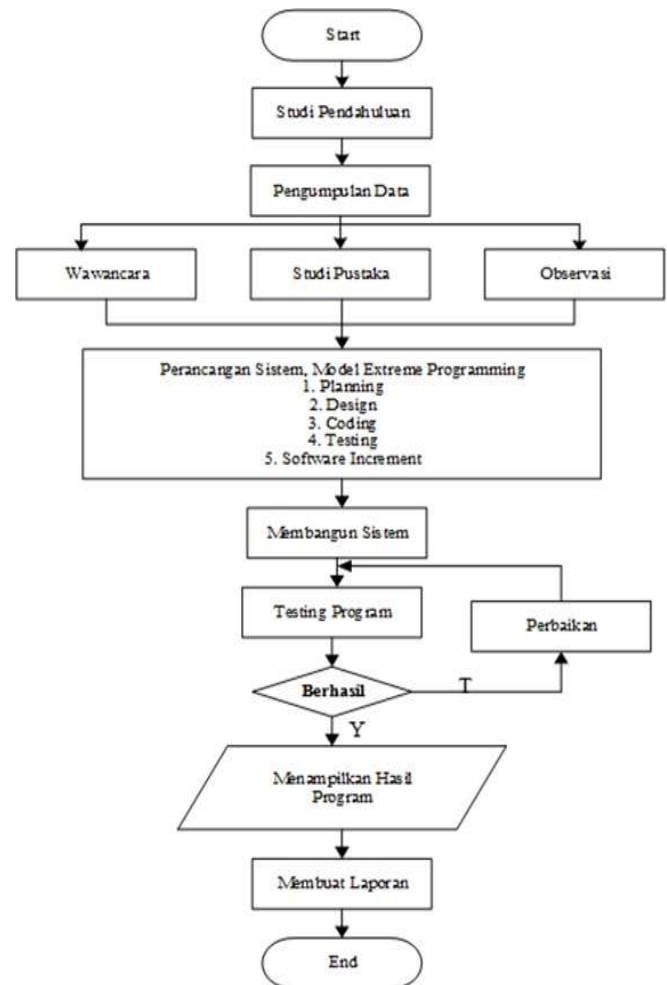 Start
Studi Pendahuluan
Pengumpulan Data
Wawancara
Studi Pustaka
Observasi
Perancangan Sistem, Model Extreme Programming
1. Planning
2. Design
3. Coding
4. Testing
5. Software Increment
Membangun Sistem
Testing Program
Perbaikan
Berhasil
T
Y
Menampilkan Hasil
Program
Membuat Laporan
End